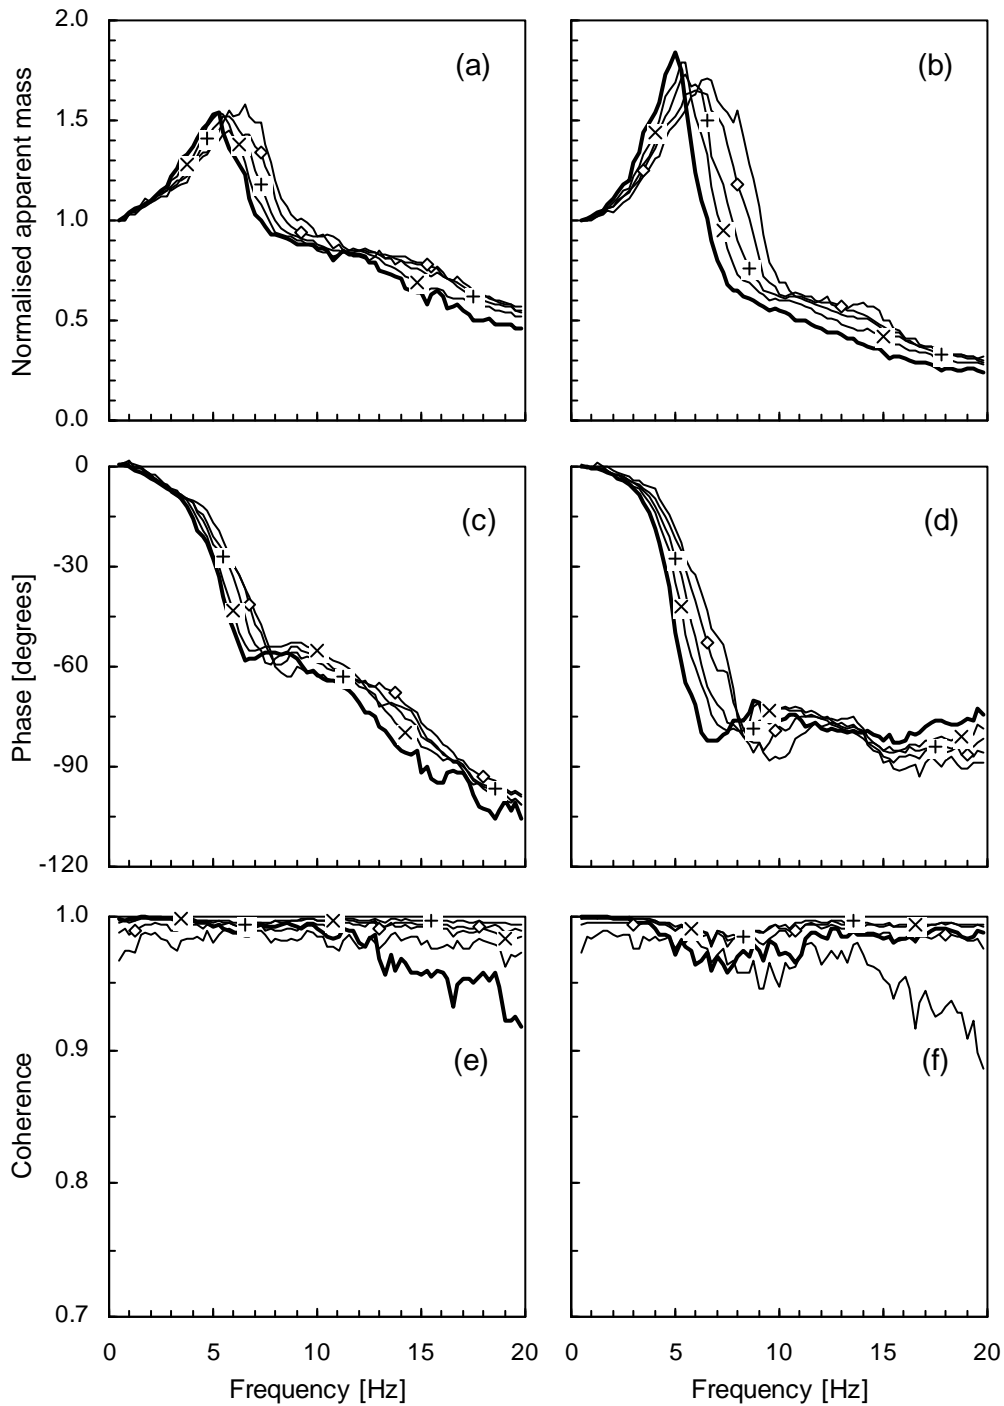 2.0
1.5
1.0
0.5
0.0
Normalised apparent mass
(a)
(b)
0
-30
-60
-90
-120
Phase [degrees]
(c)
(d)
1.0
0.9
0.8
0.7
Coherence
(e)
(f)
0 5 10 15 20
0 5 10 15 20
Frequency [Hz]
Frequency [Hz]